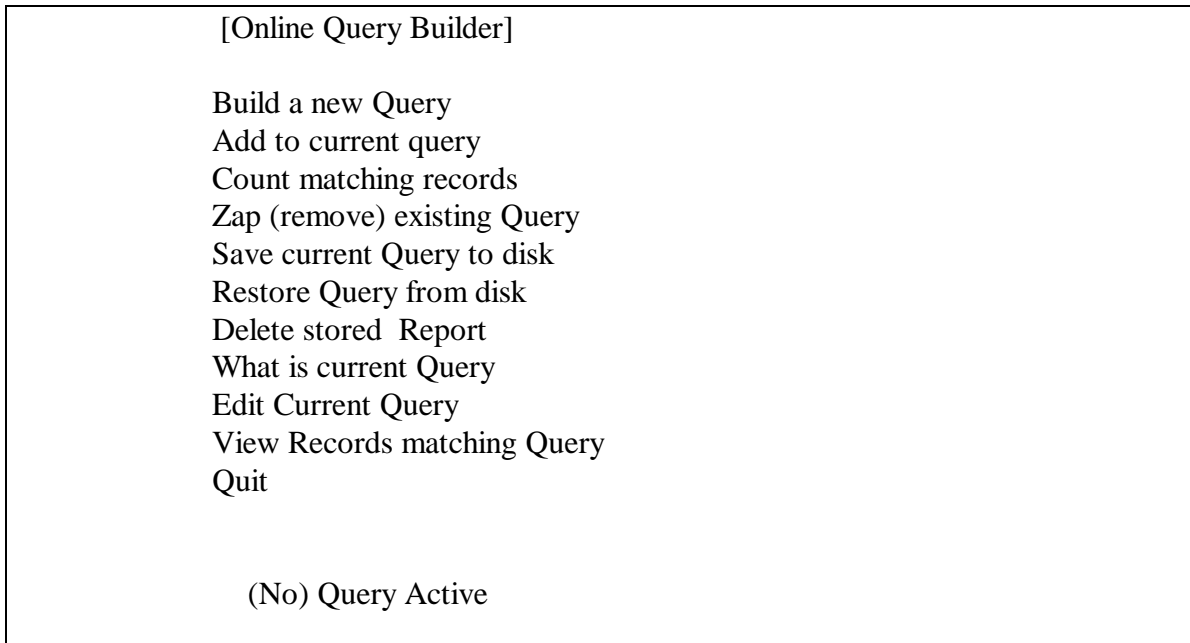 [Online Query Builder]
Build a new Query
Add to current query
Count matching records
Zap (remove) existing Query
Save current Query to disk
Restore Query from disk
Delete stored  Report
What is current Query
Edit Current Query
View Records matching Query
Quit
(No) Query Active